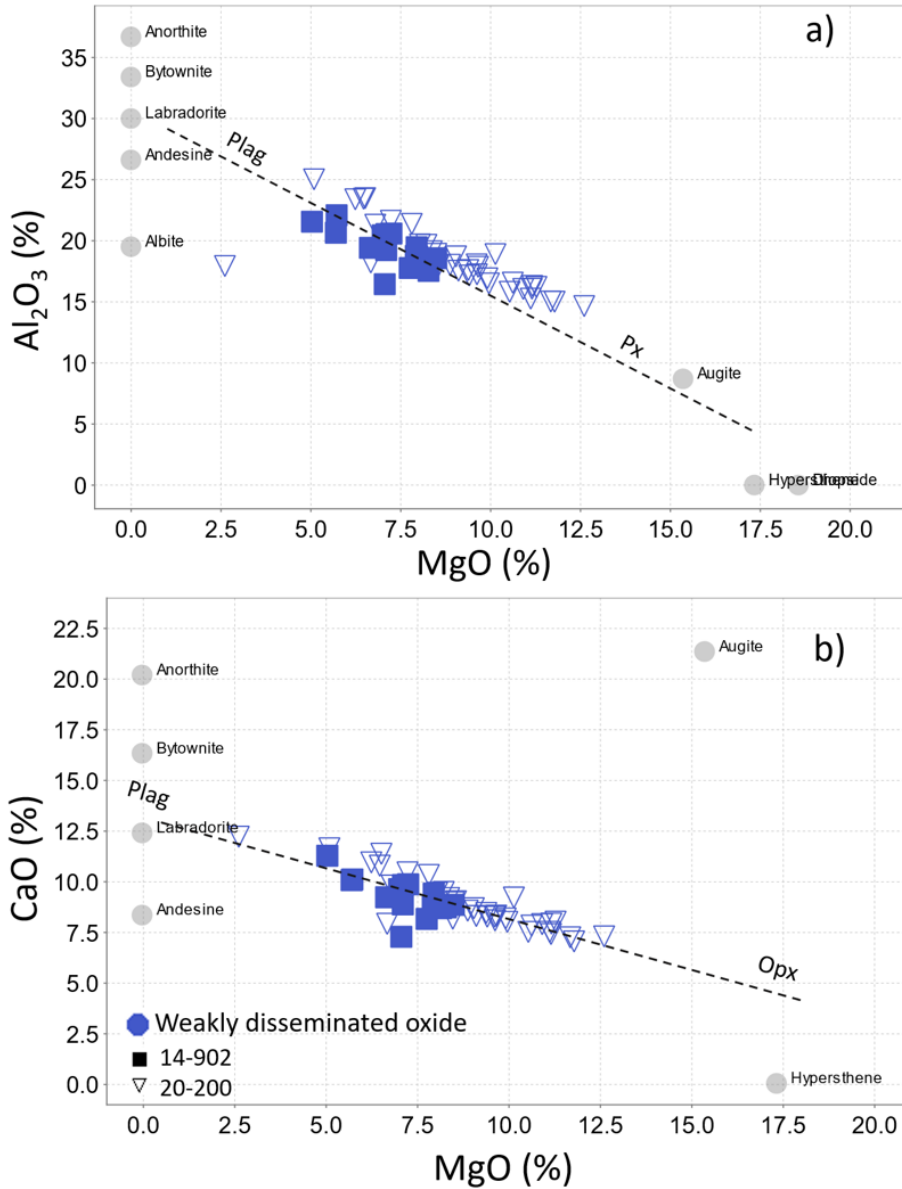 a)
Al₂O₃ (%)
35
30
25
20
15
10
5
0
Anorthite
Bytownite
Labradorite
Andesine
Albite
Plag
Px
Augite
Hypersthene
Diopside
0.0 2.5 5.0 7.5 10.0 12.5 15.0 17.5 20.0
MgO (%)
b)
CaO (%)
22.5
20.0
17.5
15.0
12.5
10.0
7.5
5.0
2.5
0.0
Augite
Anorthite
Bytownite
Plag
Labradorite
Andesine
Opx
Weakly disseminated oxide
14-902
20-200
Hypersthene
0.0 2.5 5.0 7.5 10.0 12.5 15.0 17.5 20.0
MgO (%)